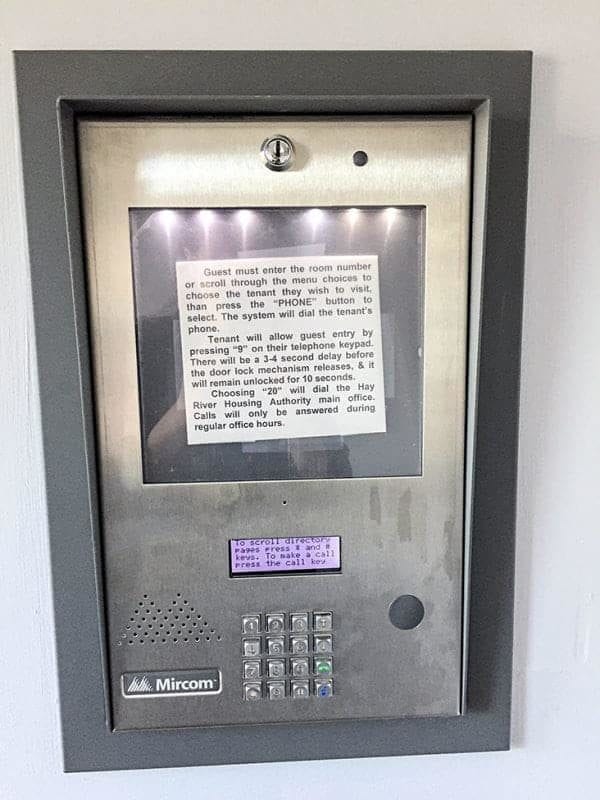 Guest must enter the room number
or scroll through the menu choices to
choose the tenant they wish to visit,
than press the "PHONE" button to
select. The system will dial the tenant's
phone.
Tenant will allow guest entry by
pressing "9" on their telephone keypad.
There will be a 3-4 second delay before
the door lock mechanism releases, & it
will remain unlocked for 10 seconds.
Choosing "20" will dial the Hay
River Housing Authority main office.
Calls will only be answered during
regular office hours.
To scroll directory
pages press * and #
keys. To make a call
press the call key
Mircom